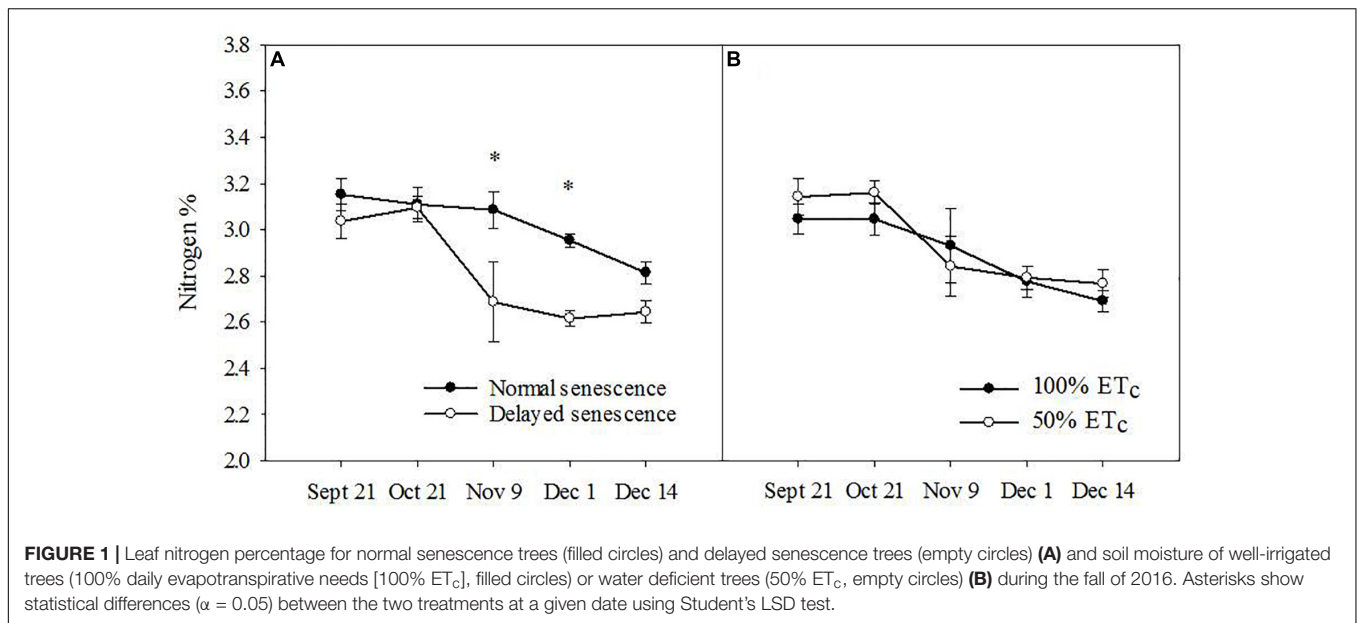 A
B
3.8
3.6
3.4
3.2
3.0
2.8
2.6
2.4
2.2
2.0
Nitrogen %
*
*
Normal senescence
Delayed senescence
100% ETC
50% ETC
Sept 21 Oct 21 Nov 9 Dec 1 Dec 14
Sept 21 Oct 21 Nov 9 Dec 1 Dec 14
FIGURE 1 | Leaf nitrogen percentage for normal senescence trees (filled circles) and delayed senescence trees (empty circles) (A) and soil moisture of well-irrigated
trees (100% daily evapotranspirative needs [100% ETC], filled circles) or water deficient trees (50% ETC, empty circles) (B) during the fall of 2016. Asterisks show
statistical differences (α = 0.05) between the two treatments at a given date using Student's LSD test.